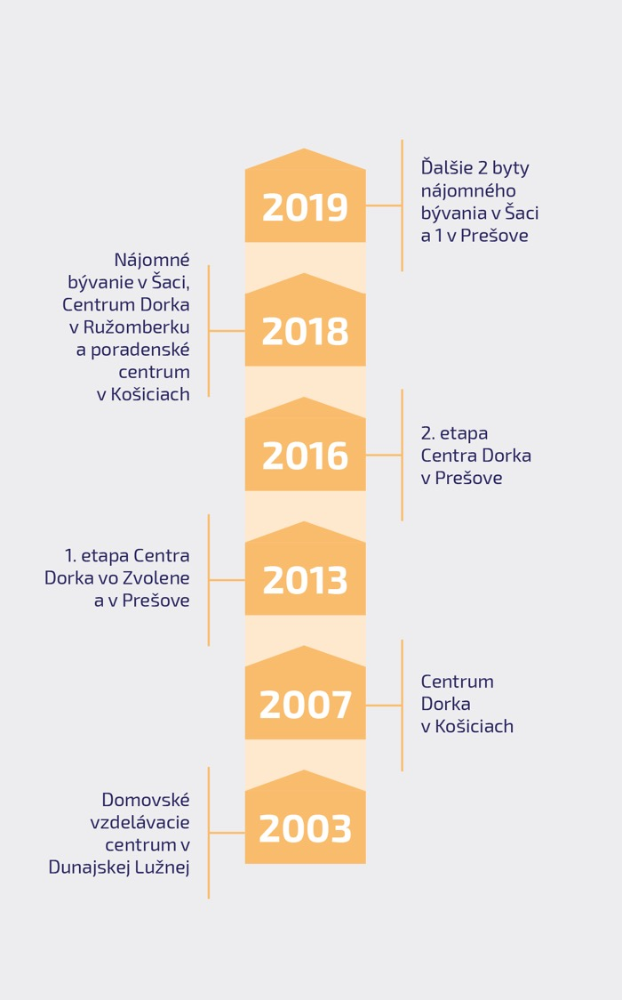 2019
Ďalšie 2 byty
nájomného
bývania v Šaci
a 1 v Prešove
Nájomné
bývanie v Šaci,
Centrum Dorka
v Ružomberku
a poradenské
centrum
v Košiciach
2018
2016
2. etapa
Centra Dorka
v Prešove
1. etapa Centra
Dorka vo Zvolene
a v Prešove
2013
2007
Centrum
Dorka
v Košiciach
Domovské
vzdelávacie
centrum v
Dunajskej Lužnej
2003